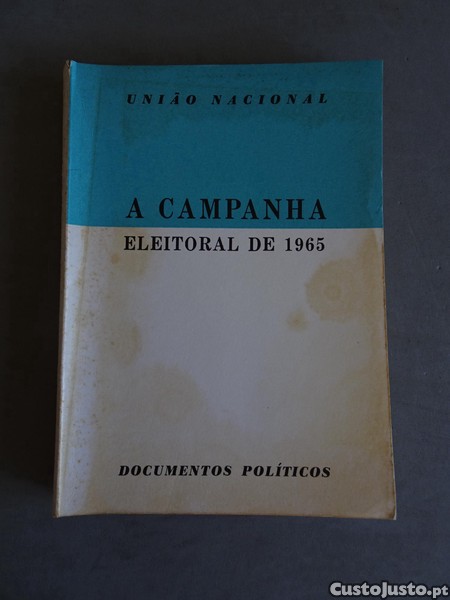 UNIÃO NACIONAL
A CAMPANHA
ELEITORAL DE 1965
DOCUMENTOS POLÍTICOS
CustoJusto.pt